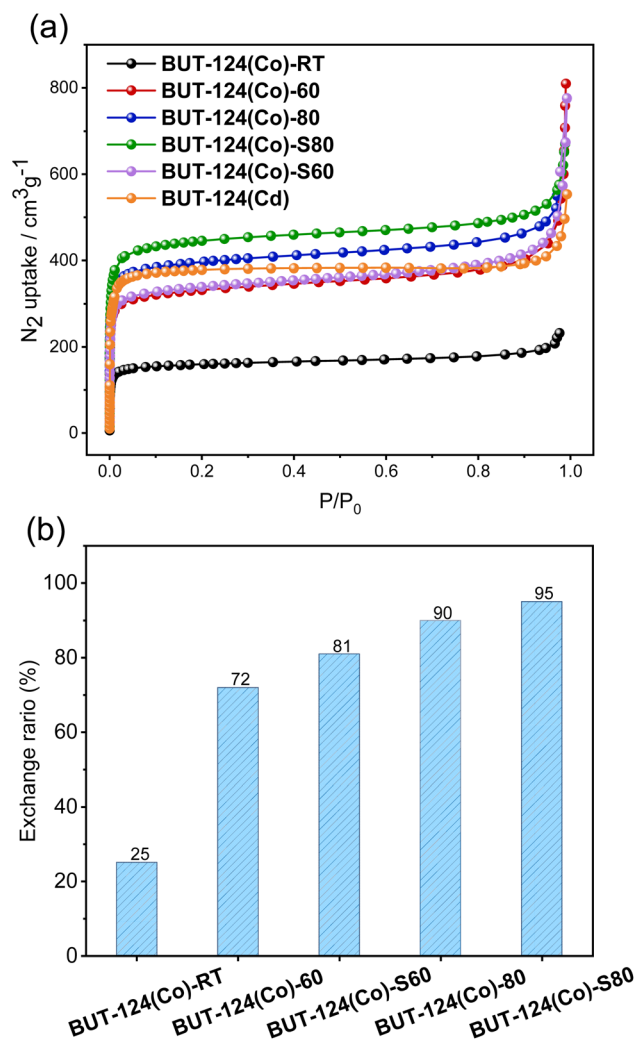 (a)
BUT-124(Co)-RT
BUT-124(Co)-60
BUT-124(Co)-80
BUT-124(Co)-S80
BUT-124(Co)-S60
BUT-124(Cd)
N2 uptake / cm3g-1
800
600
400
200
0
0.0 0.2 0.4 0.6 0.8 1.0
P/P0
(b)
Exchange rario (%)
100
80
60
40
20
0
25 72 81 90 95
BUT-124(Co)-RT
BUT-124(Co)-60
BUT-124(Co)-S60
BUT-124(Co)-80
BUT-124(Co)-S80